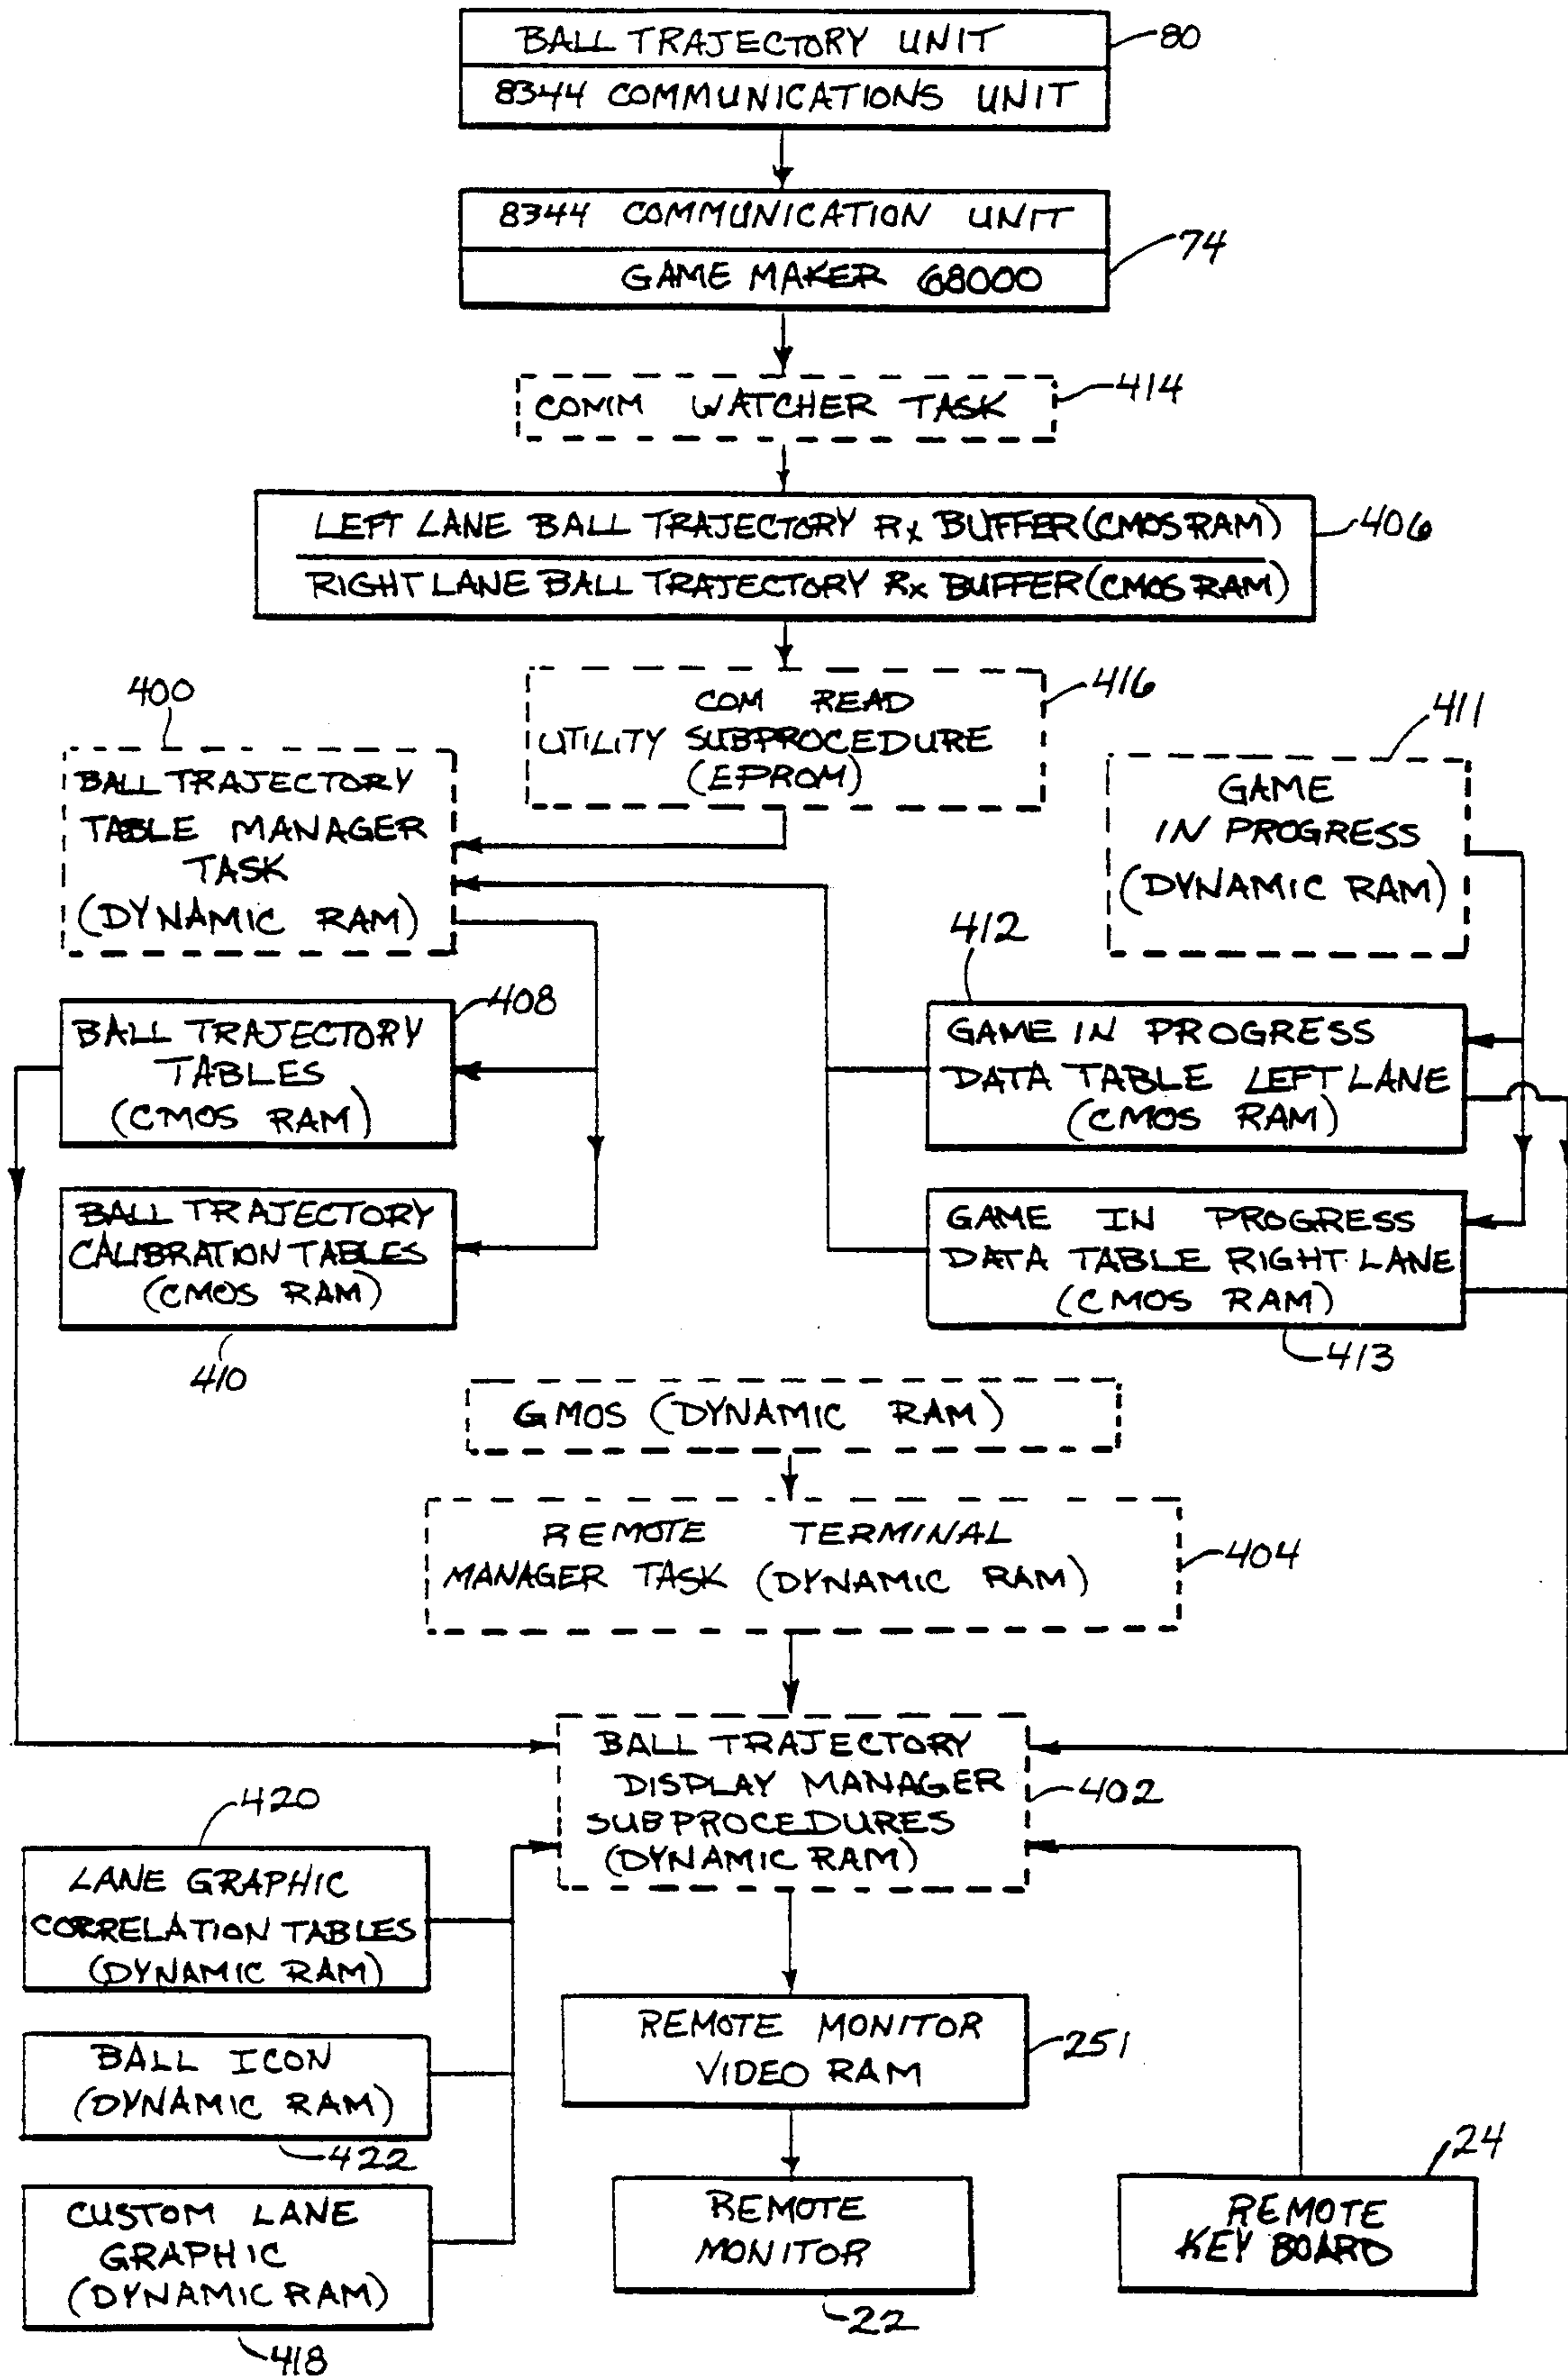 BALL TRAJECTORY UNIT
80
8344 COMMUNICATIONS UNIT
8344 COMMUNICATION UNIT
74
GAME MAKER 68000
COMM WATCHER TASK
414
LEFT LANE BALL TRAJECTORY Rx BUFFER (CMOS RAM)
406
RIGHT LANE BALL TRAJECTORY Rx BUFFER (CMOS RAM)
400
COM READ
UTILITY SUBPROCEDURE
(EPROM)
416
411
BALL TRAJECTORY
TABLE MANAGER
TASK
(DYNAMIC RAM)
GAME
IN PROGRESS
(DYNAMIC RAM)
412
408
BALL TRAJECTORY
TABLES
(CMOS RAM)
GAME IN PROGRESS
DATA TABLE LEFT LANE
(CMOS RAM)
BALL TRAJECTORY
CALIBRATION TABLES
(CMOS RAM)
410
GAME IN PROGRESS
DATA TABLE RIGHT LANE
(CMOS RAM)
413
GMOS (DYNAMIC RAM)
REMOTE TERMINAL
MANAGER TASK (DYNAMIC RAM)
404
BALL TRAJECTORY
DISPLAY MANAGER
SUBPROCEDURES
(DYNAMIC RAM)
402
420
LANE GRAPHIC
CORRELATION TABLES
(DYNAMIC RAM)
REMOTE MONITOR
VIDEO RAM
251
BALL ICON
(DYNAMIC RAM)
422
24
CUSTOM LANE
GRAPHIC
(DYNAMIC RAM)
418
REMOTE
MONITOR
22
REMOTE
KEY BOARD